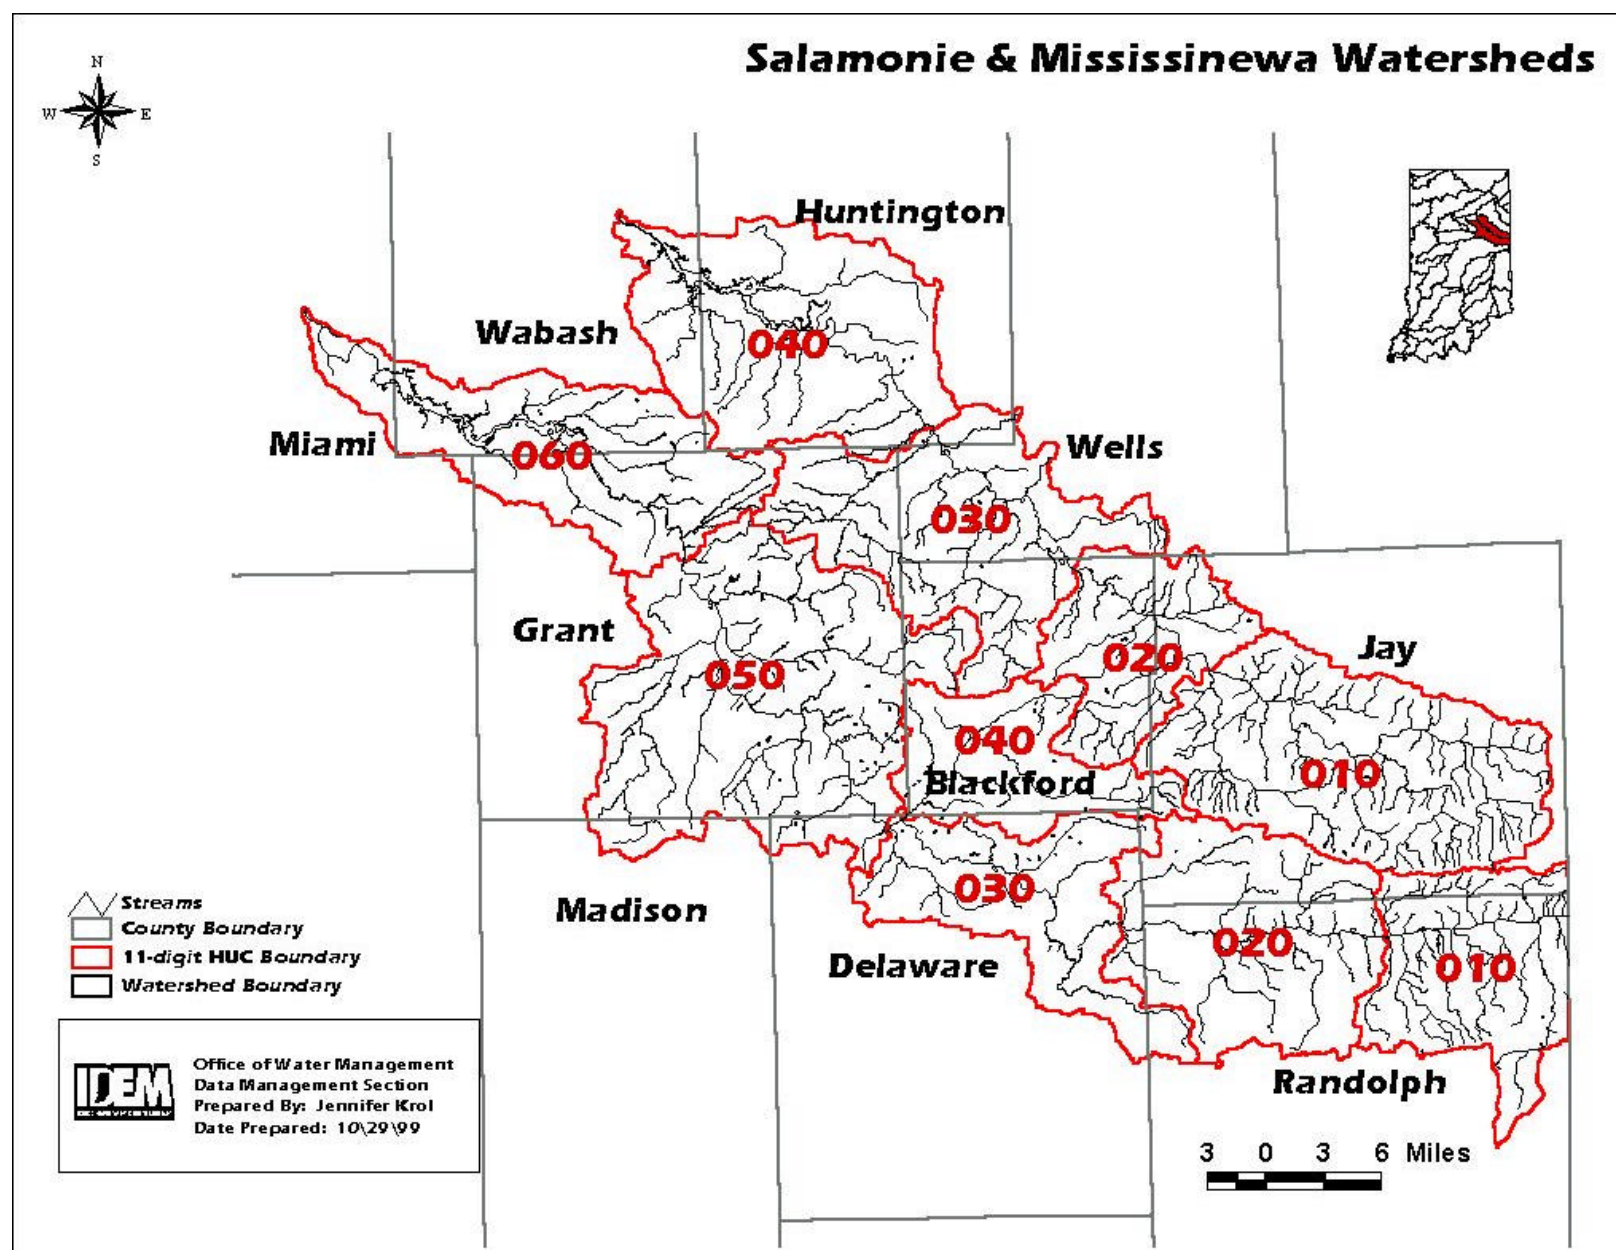 Salamonie & Mississinewa Watersheds
N
W E
S
Huntington
Wabash
040
Miami
060
Wells
030
Grant
050
020
Jay
040
Blackford
010
030
Madison
Delaware
020
010
Randolph
Streams
County Boundary
11-digit HUC Boundary
Watershed Boundary
IDEM
Office of Water Management
Data Management Section
Prepared By: Jennifer Krol
Date Prepared: 10\29\99
3 0 3 6 Miles